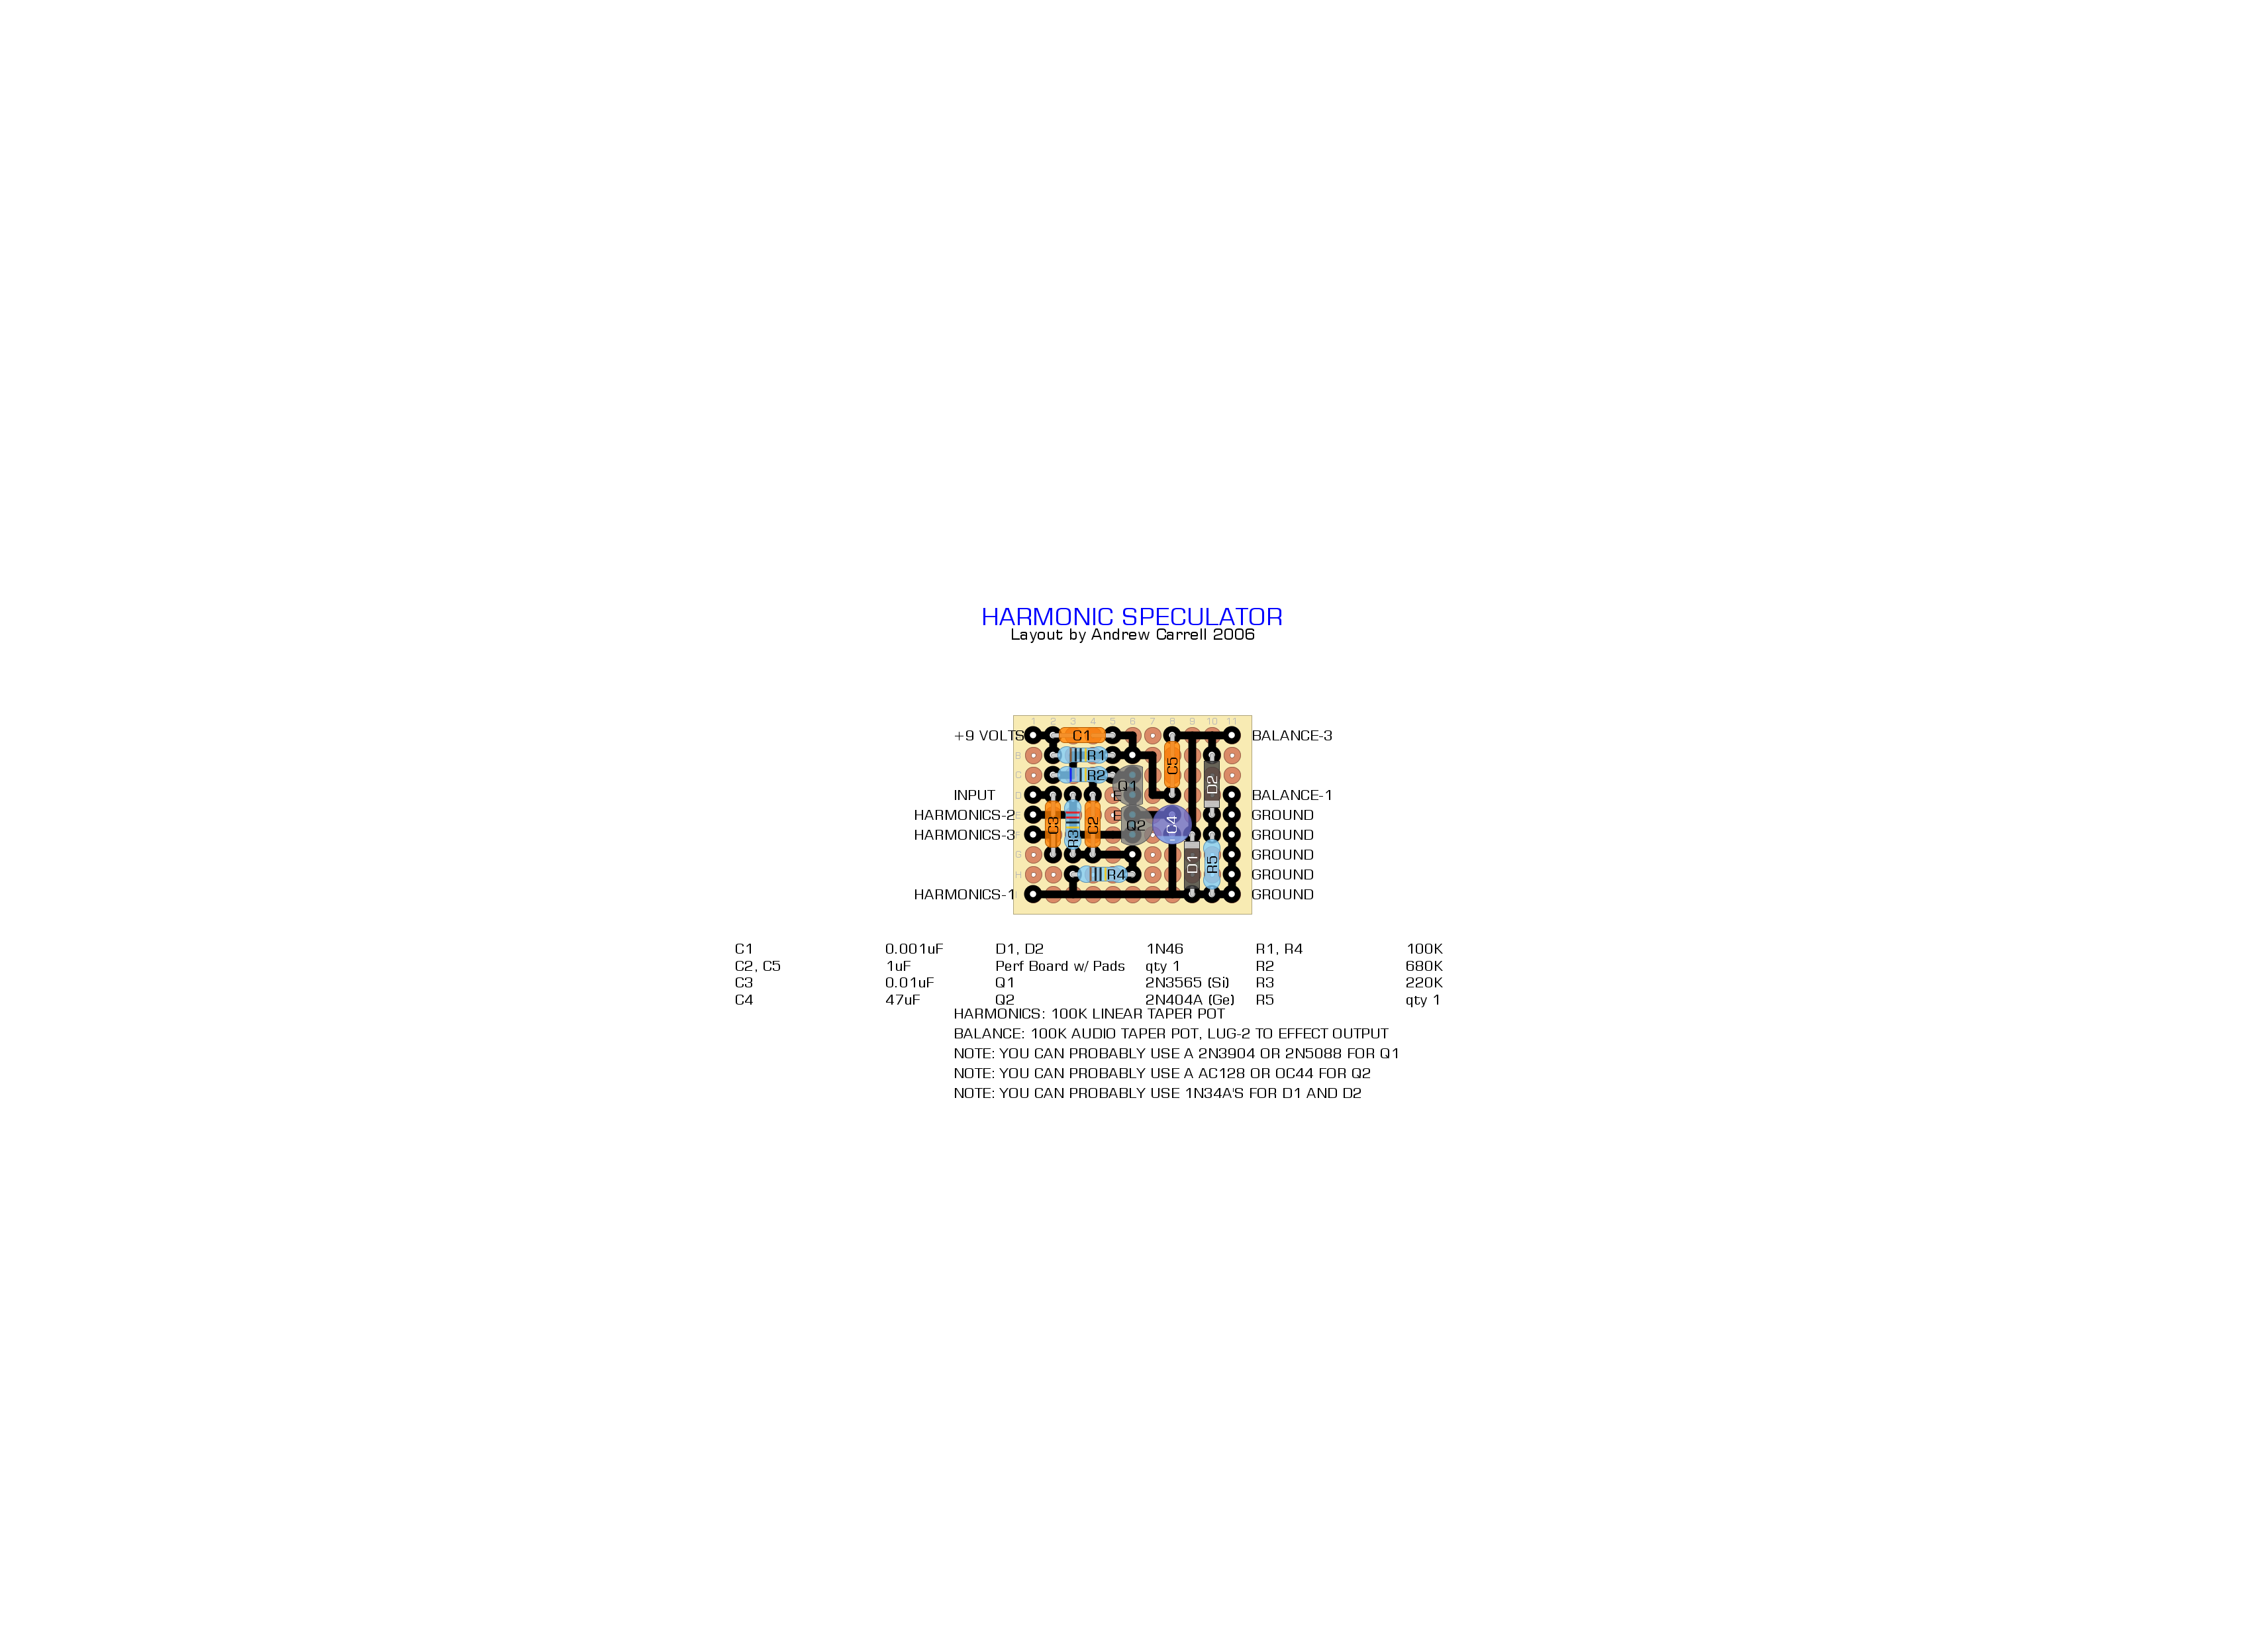 HARMONIC SPECULATOR
Layout by Andrew Carrell 2006
1 2 3 4 5 6 7 8 9 10 11
+9 VOLTS C1 BALANCE-3
B R1 C5
C R2 Q1 D2
INPUT D E BALANCE-1
HARMONICS-2 E E GROUND
C3 R3 C2 Q2 C4
HARMONICS-3 F GROUND
G D1 R5 GROUND
H R4 GROUND
HARMONICS-1 GROUND
C1 0.001uF D1, D2 1N46 R1, R4 100K
C2, C5 1uF Perf Board w/ Pads qty 1 R2 680K
C3 0.01uF Q1 2N3565 (Si) R3 220K
C4 47uF Q2 2N404A (Ge) R5 qty 1
HARMONICS: 100K LINEAR TAPER POT
BALANCE: 100K AUDIO TAPER POT, LUG-2 TO EFFECT OUTPUT
NOTE: YOU CAN PROBABLY USE A 2N3904 OR 2N5088 FOR Q1
NOTE: YOU CAN PROBABLY USE A AC128 OR OC44 FOR Q2
NOTE: YOU CAN PROBABLY USE 1N34A'S FOR D1 AND D2